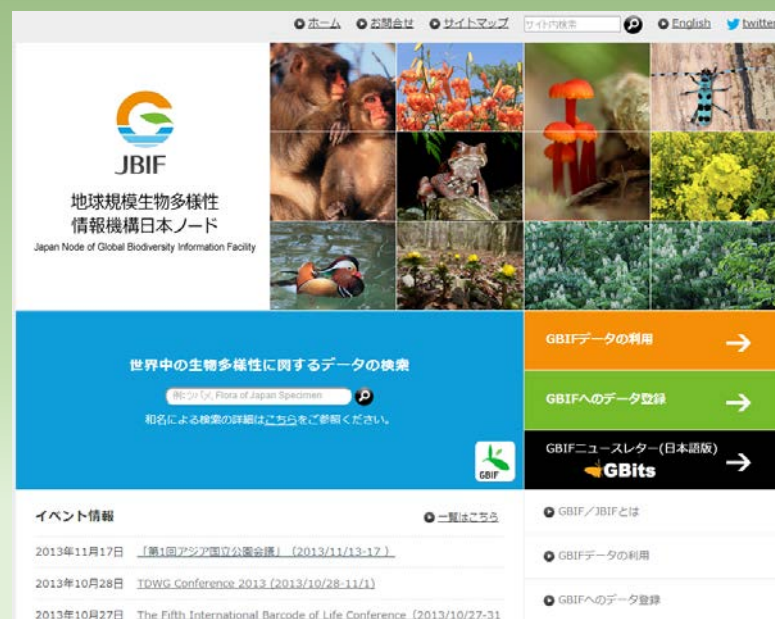 ホーム お問合せ サイトマップ サイト内検索 English twitter
JBIF
地球規模生物多様性
情報機構日本ノード
Japan Node of Global Biodiversity Information Facility
世界中の生物多様性に関するデータの検索
例:ツバメ, Flora of Japan Specimen
和名による検索の詳細はこちらをご参照ください。
GBIF
GBIFデータの利用
GBIFへのデータ登録
GBIFニュースレター(日本語版)
GBits
イベント情報 一覧はこちら
2013年11月17日 「第1回アジア国立公園会議」(2013/11/13-17 )
2013年10月28日 TDWG Conference 2013 (2013/10/28-11/1)
2013年10月27日 The Fifth International Barcode of Life Conference (2013/10/27-31
GBIF/JBIFとは
GBIFデータの利用
GBIFへのデータ登録